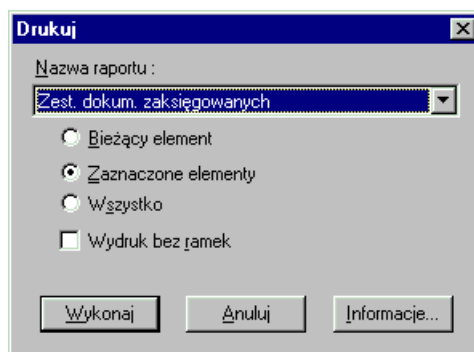 Drukuj
Nazwa raportu :
Zest. dokum. zaksięgowanych
Bieżący element
Zaznaczone elementy
Wszystko
Wydruk bez ramek
Wykonaj Anuluj Informacje...